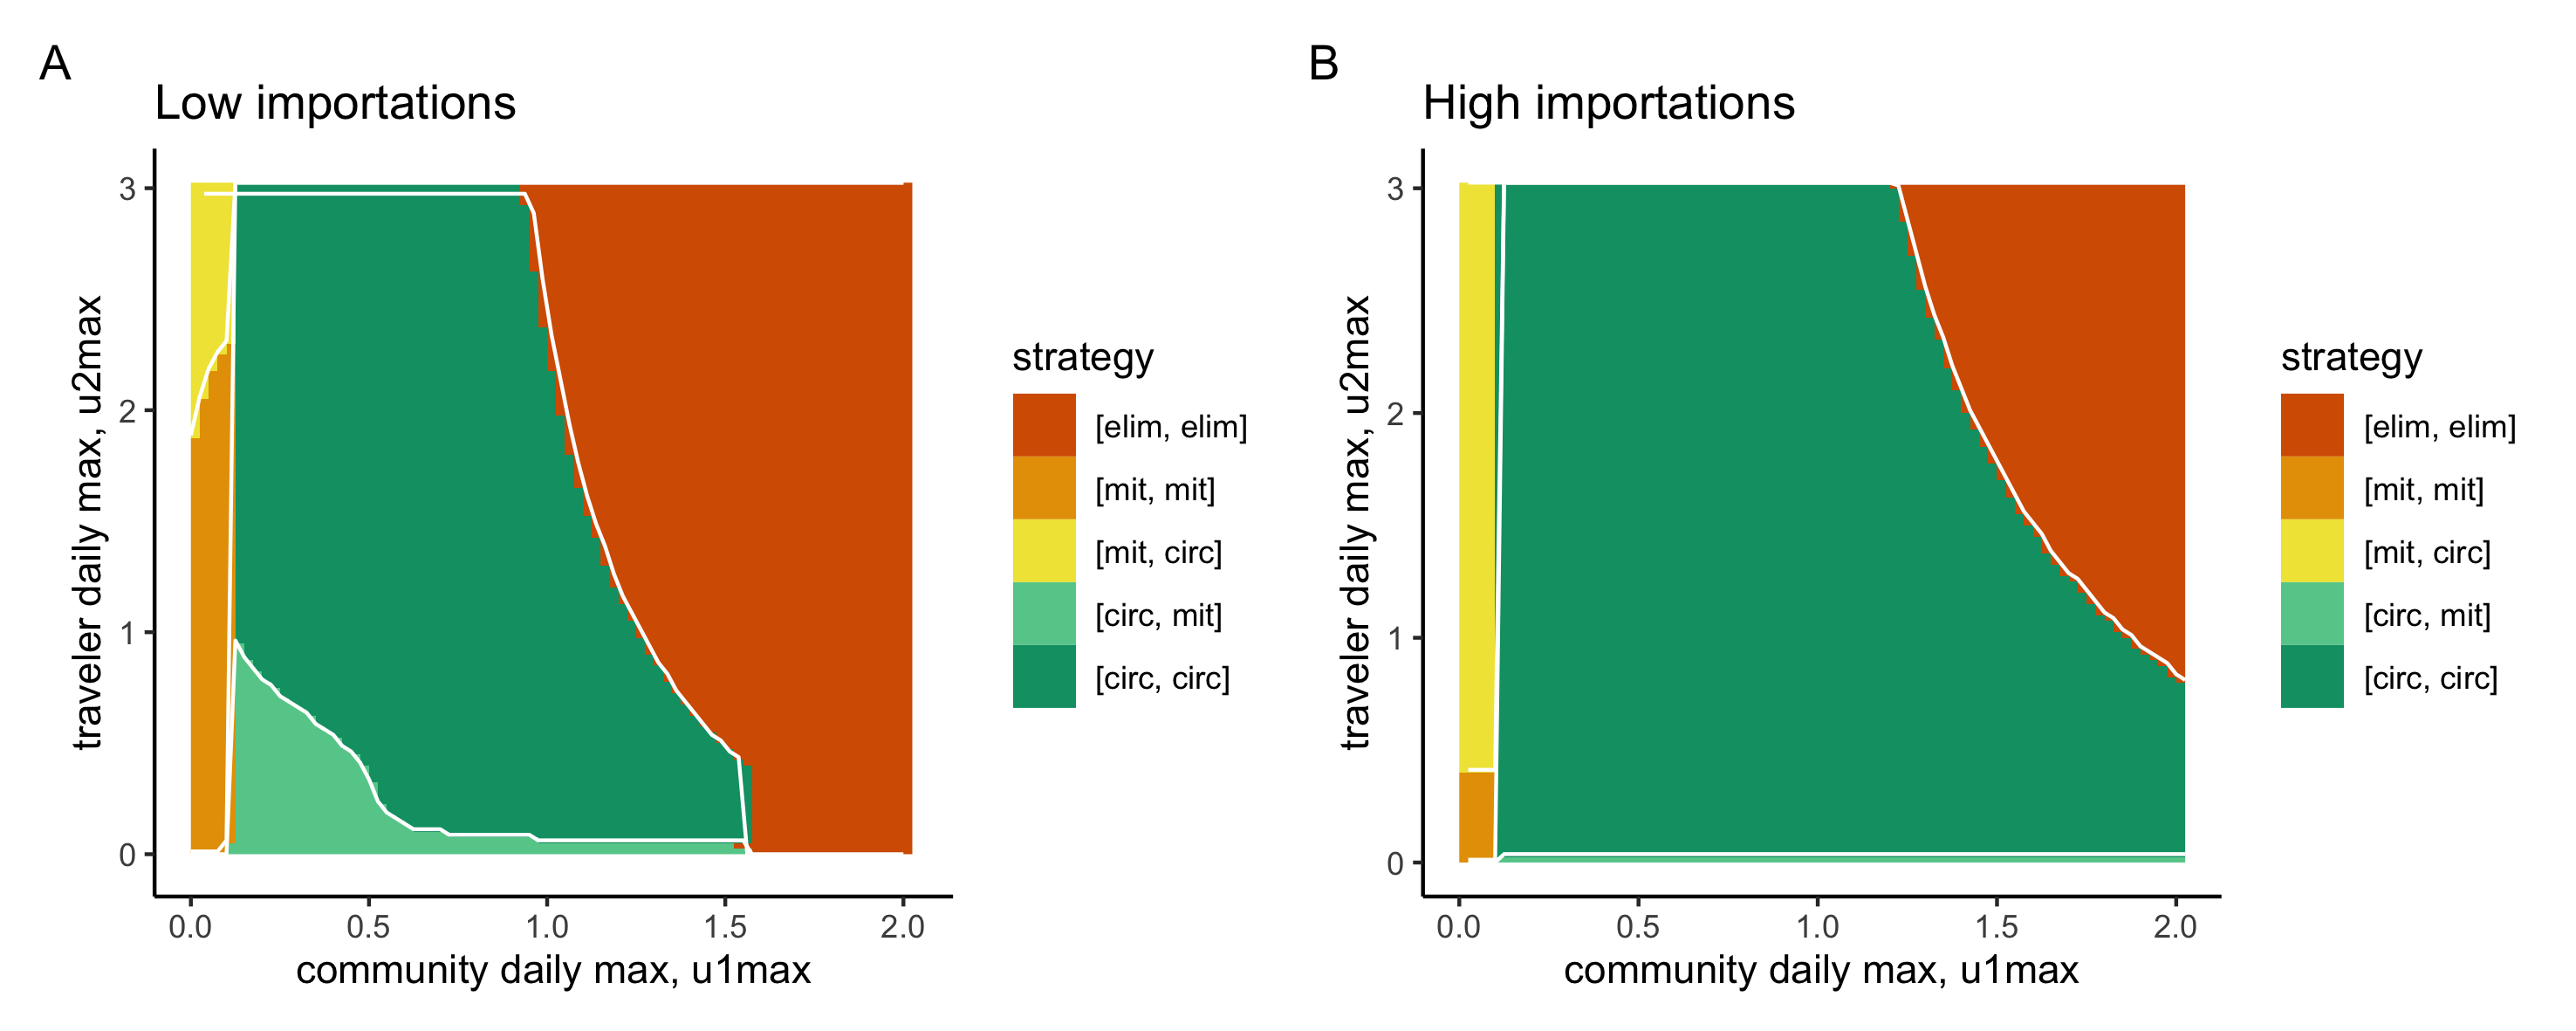 A
Low importations
traveler daily max, u2max
3
2
1
0
0.0 0.5 1.0 1.5 2.0
community daily max, u1max
strategy
[elim, elim]
[mit, mit]
[mit, circ]
[circ, mit]
[circ, circ]
B
High importations
traveler daily max, u2max
3
2
1
0
0.0 0.5 1.0 1.5 2.0
community daily max, u1max
strategy
[elim, elim]
[mit, mit]
[mit, circ]
[circ, mit]
[circ, circ]